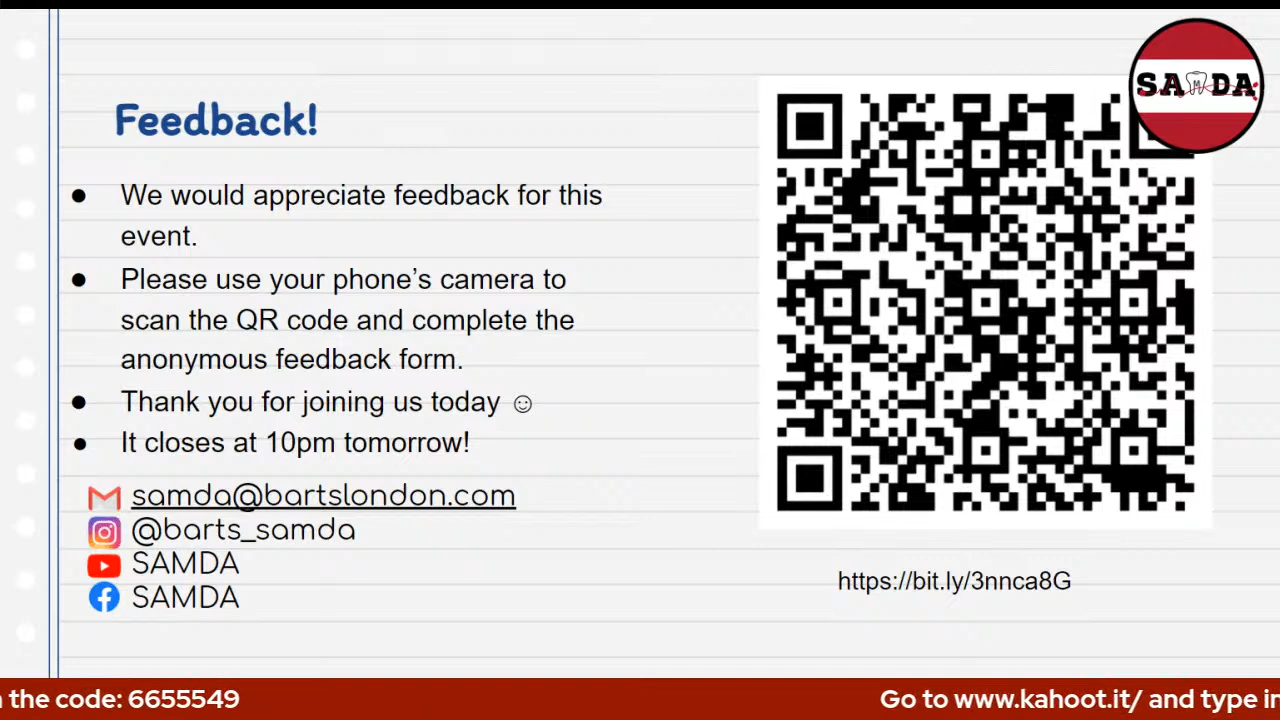 SAMDA
Feedback!
● We would appreciate feedback for this
event.
● Please use your phone’s camera to
scan the QR code and complete the
anonymous feedback form.
● Thank you for joining us today ☺
● It closes at 10pm tomorrow!
samda@bartslondon.com
@barts_samda
SAMDA
SAMDA
https://bit.ly/3nnca8G
the code: 6655549
Go to www.kahoot.it/ and type in